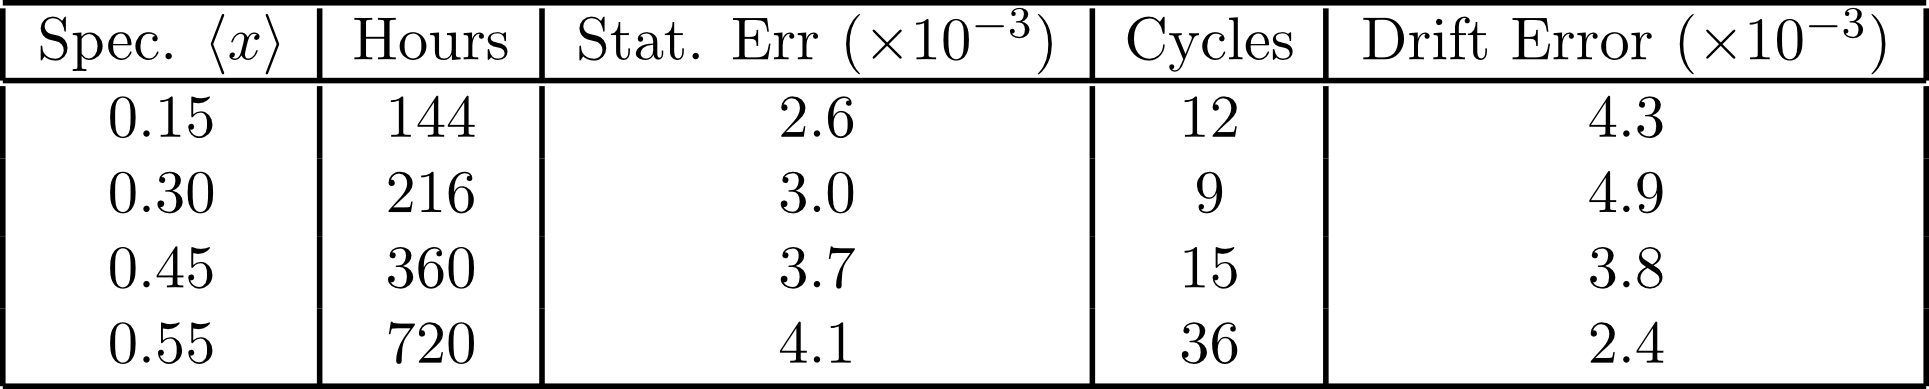 Spec. ⟨x⟩ Hours Stat. Err (×10⁻³) Cycles Drift Error (×10⁻³)
0.15 144 2.6 12 4.3
0.30 216 3.0 9 4.9
0.45 360 3.7 15 3.8
0.55 720 4.1 36 2.4